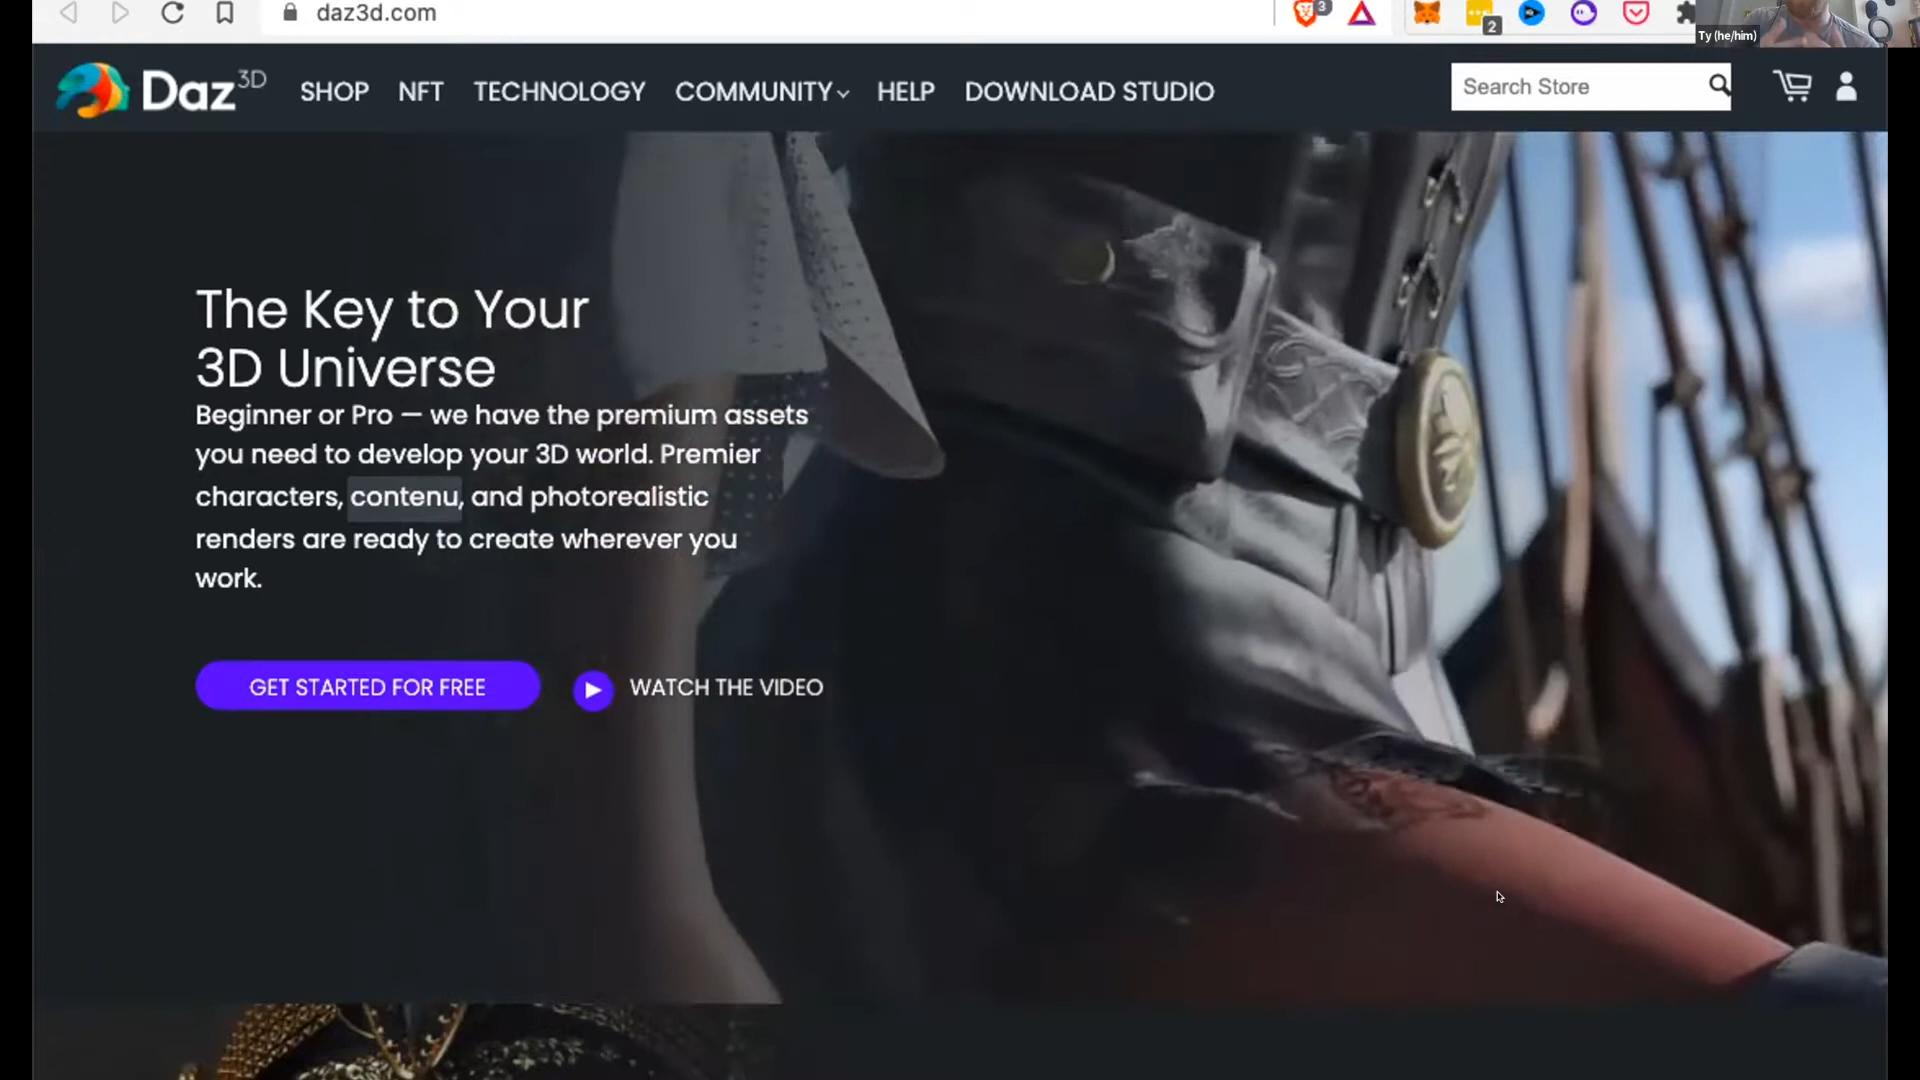 daz3d.com
3
2
Ty (he/him)
Daz 3D
SHOP
NFT
TECHNOLOGY
COMMUNITY
HELP
DOWNLOAD STUDIO
Search Store
The Key to Your
3D Universe
Beginner or Pro — we have the premium assets
you need to develop your 3D world. Premier
characters, contenu, and photorealistic
renders are ready to create wherever you
work.
GET STARTED FOR FREE
WATCH THE VIDEO